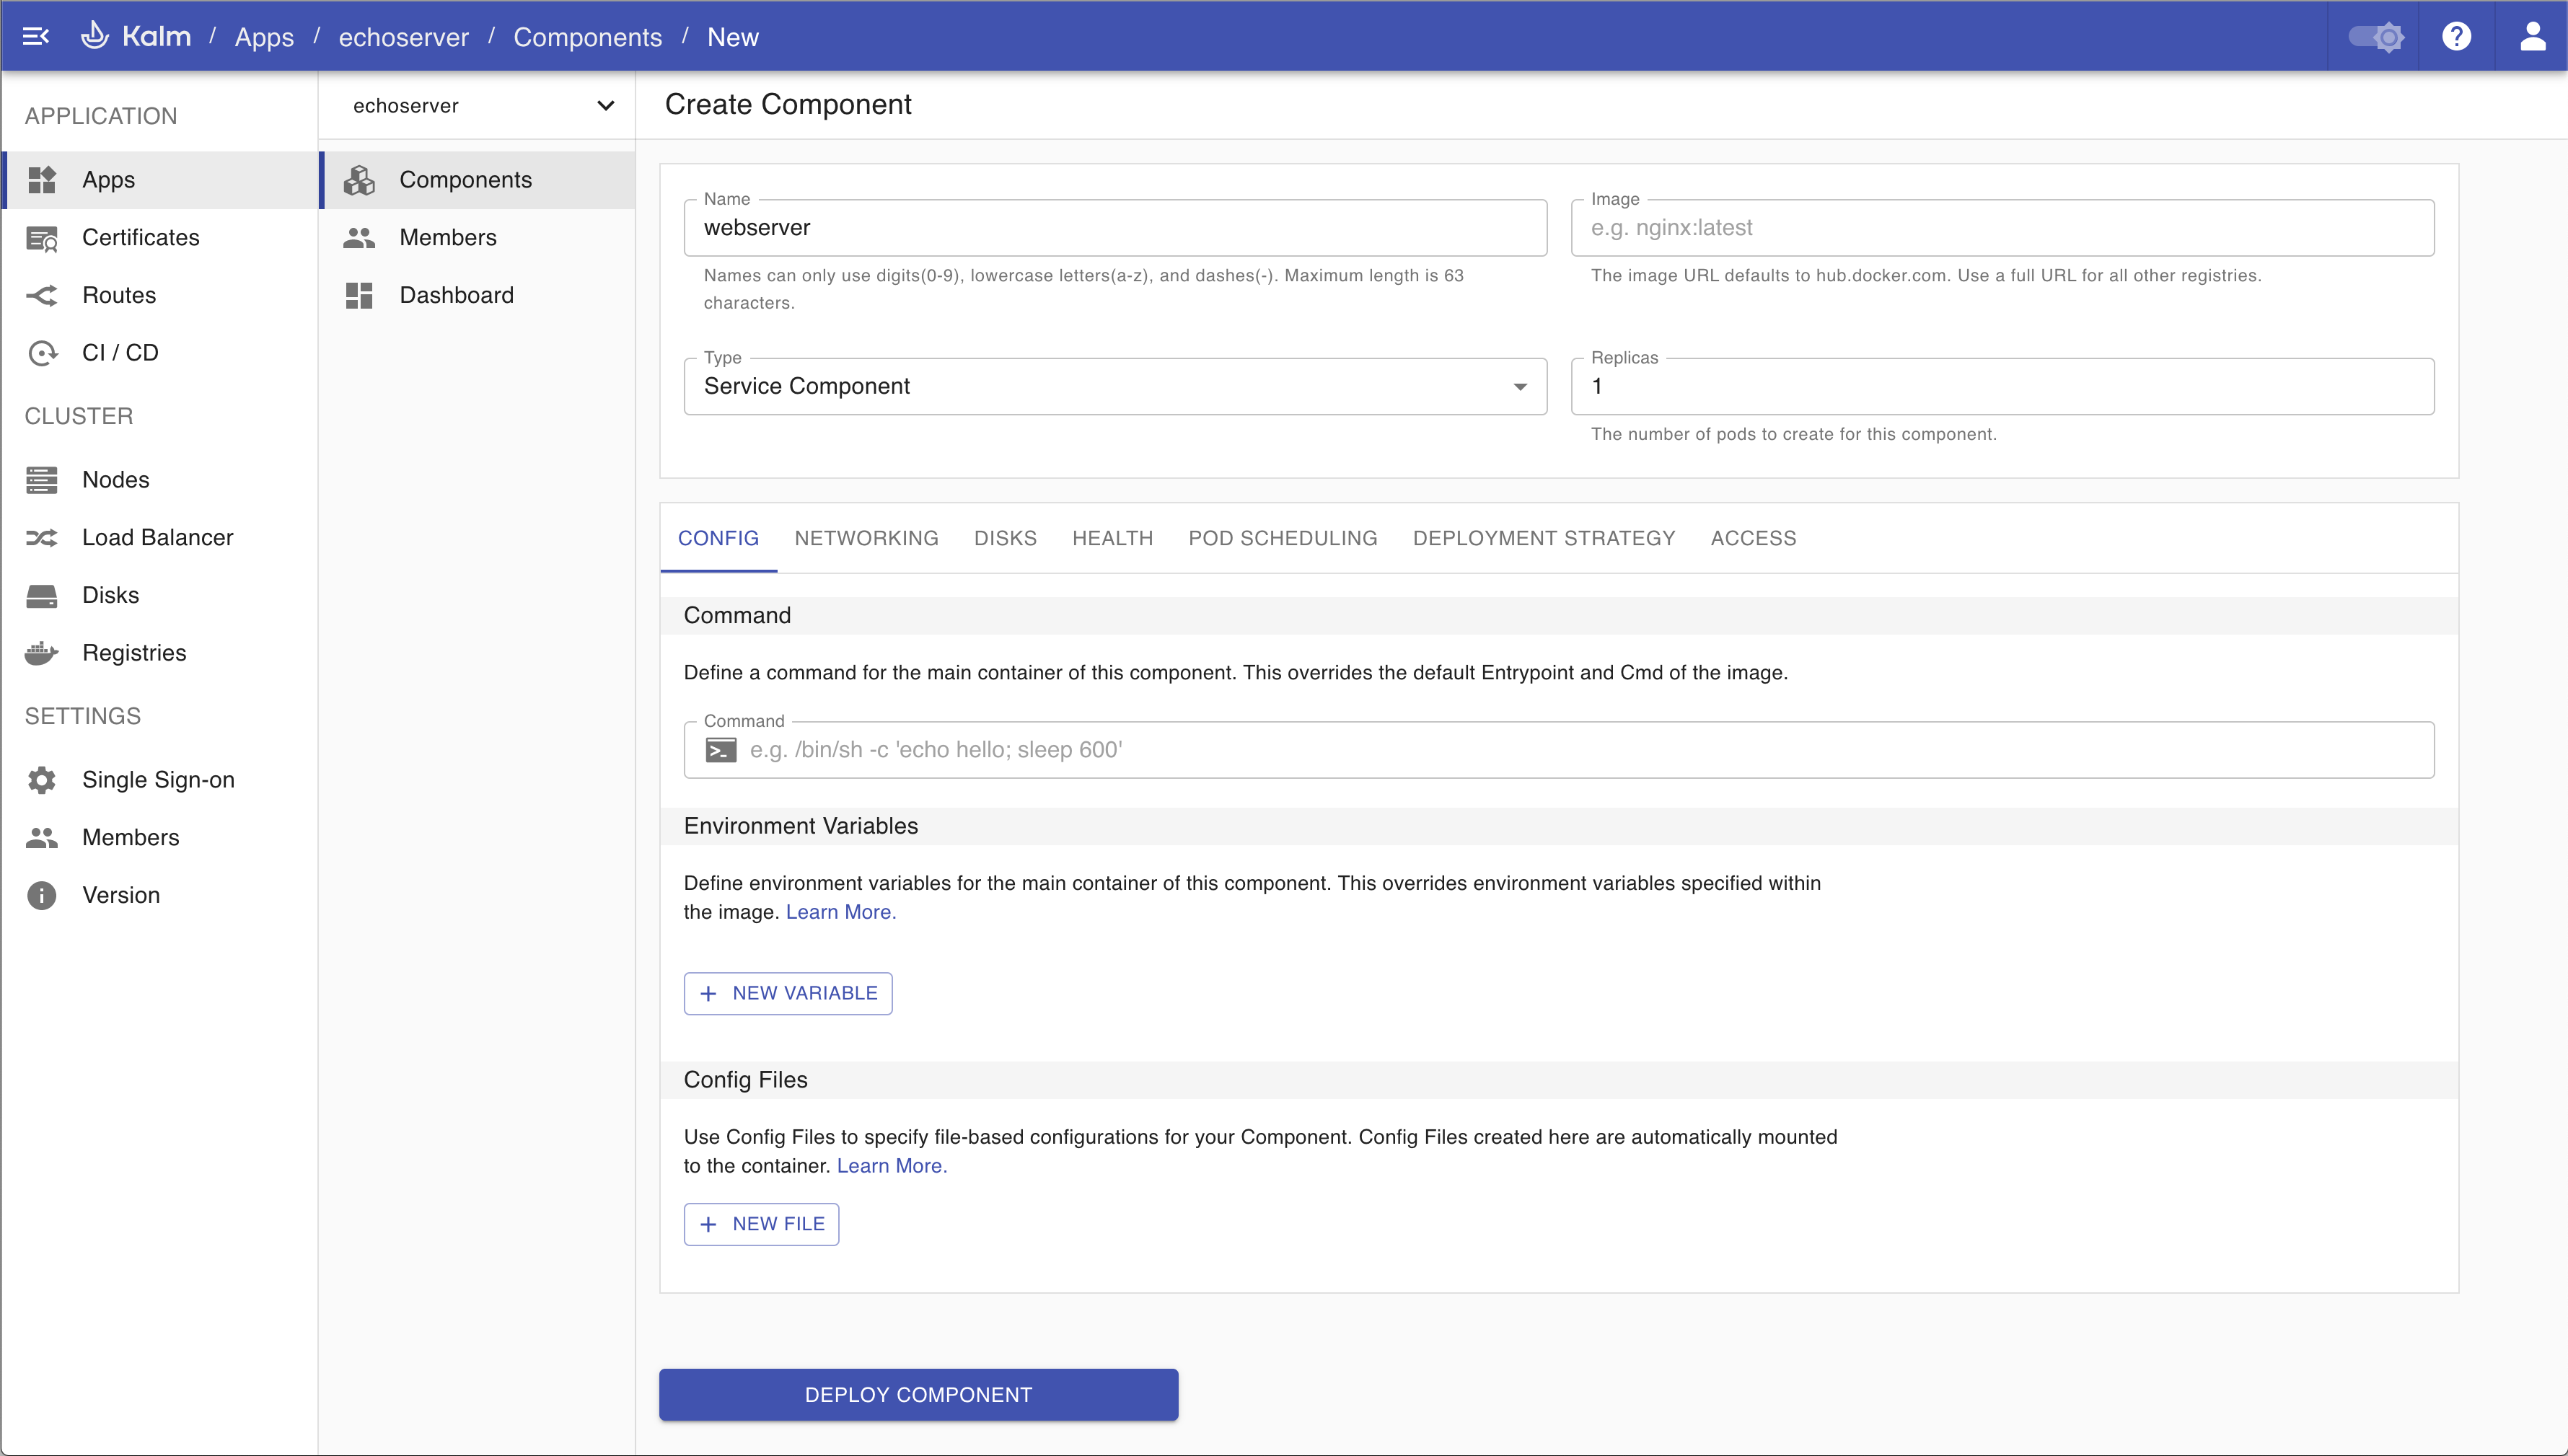 Kalm / Apps / echoserver / Components / New
APPLICATION
Apps
Certificates
Routes
CI / CD
CLUSTER
Nodes
Load Balancer
Disks
Registries
SETTINGS
Single Sign-on
Members
Version
echoserver
Components
Members
Dashboard
Create Component
Name
webserver
Names can only use digits(0-9), lowercase letters(a-z), and dashes(-). Maximum length is 63
characters.
Image
e.g. nginx:latest
The image URL defaults to hub.docker.com. Use a full URL for all other registries.
Type
Service Component
Replicas
1
The number of pods to create for this component.
CONFIG NETWORKING DISKS HEALTH POD SCHEDULING DEPLOYMENT STRATEGY ACCESS
Command
Define a command for the main container of this component. This overrides the default Entrypoint and Cmd of the image.
Command
e.g. /bin/sh -c 'echo hello; sleep 600'
Environment Variables
Define environment variables for the main container of this component. This overrides environment variables specified within
the image. Learn More.
+ NEW VARIABLE
Config Files
Use Config Files to specify file-based configurations for your Component. Config Files created here are automatically mounted
to the container. Learn More.
+ NEW FILE
DEPLOY COMPONENT